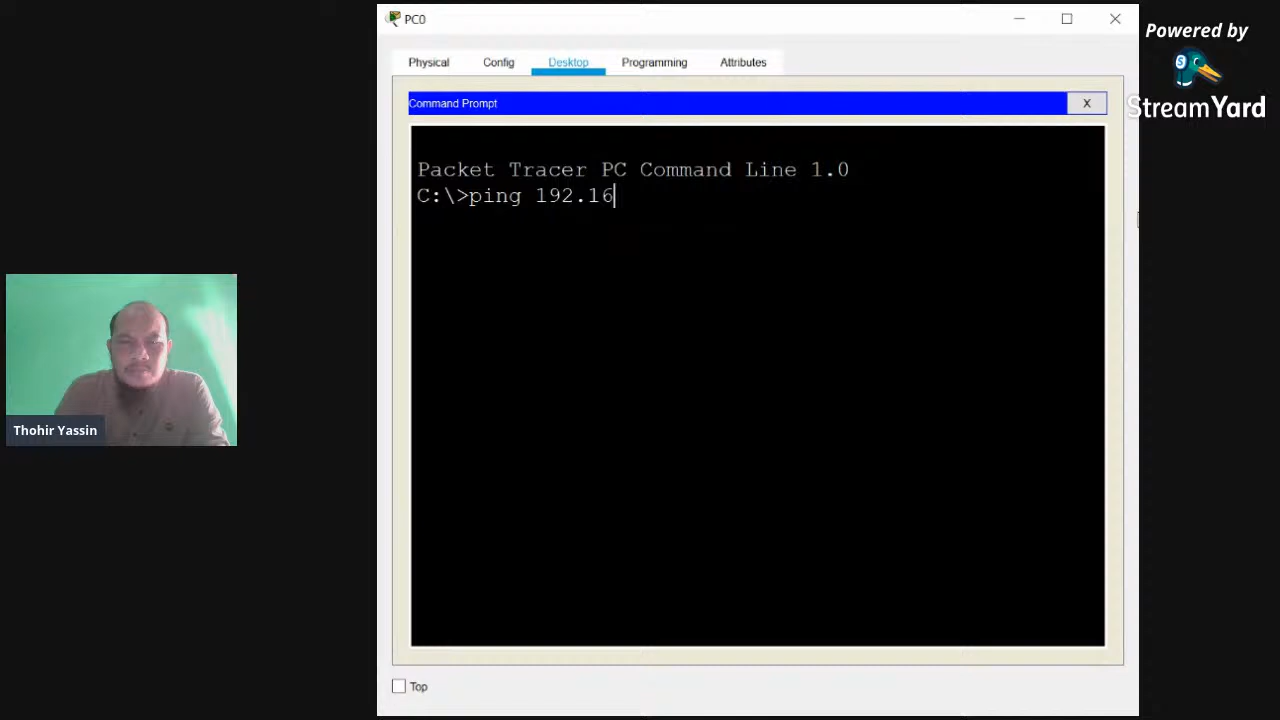 PC0
Powered by
StreamYard
Physical Config Desktop Programming Attributes
Command Prompt X
Packet Tracer PC Command Line 1.0
C:\>ping 192.16
Thohir Yassin
Top